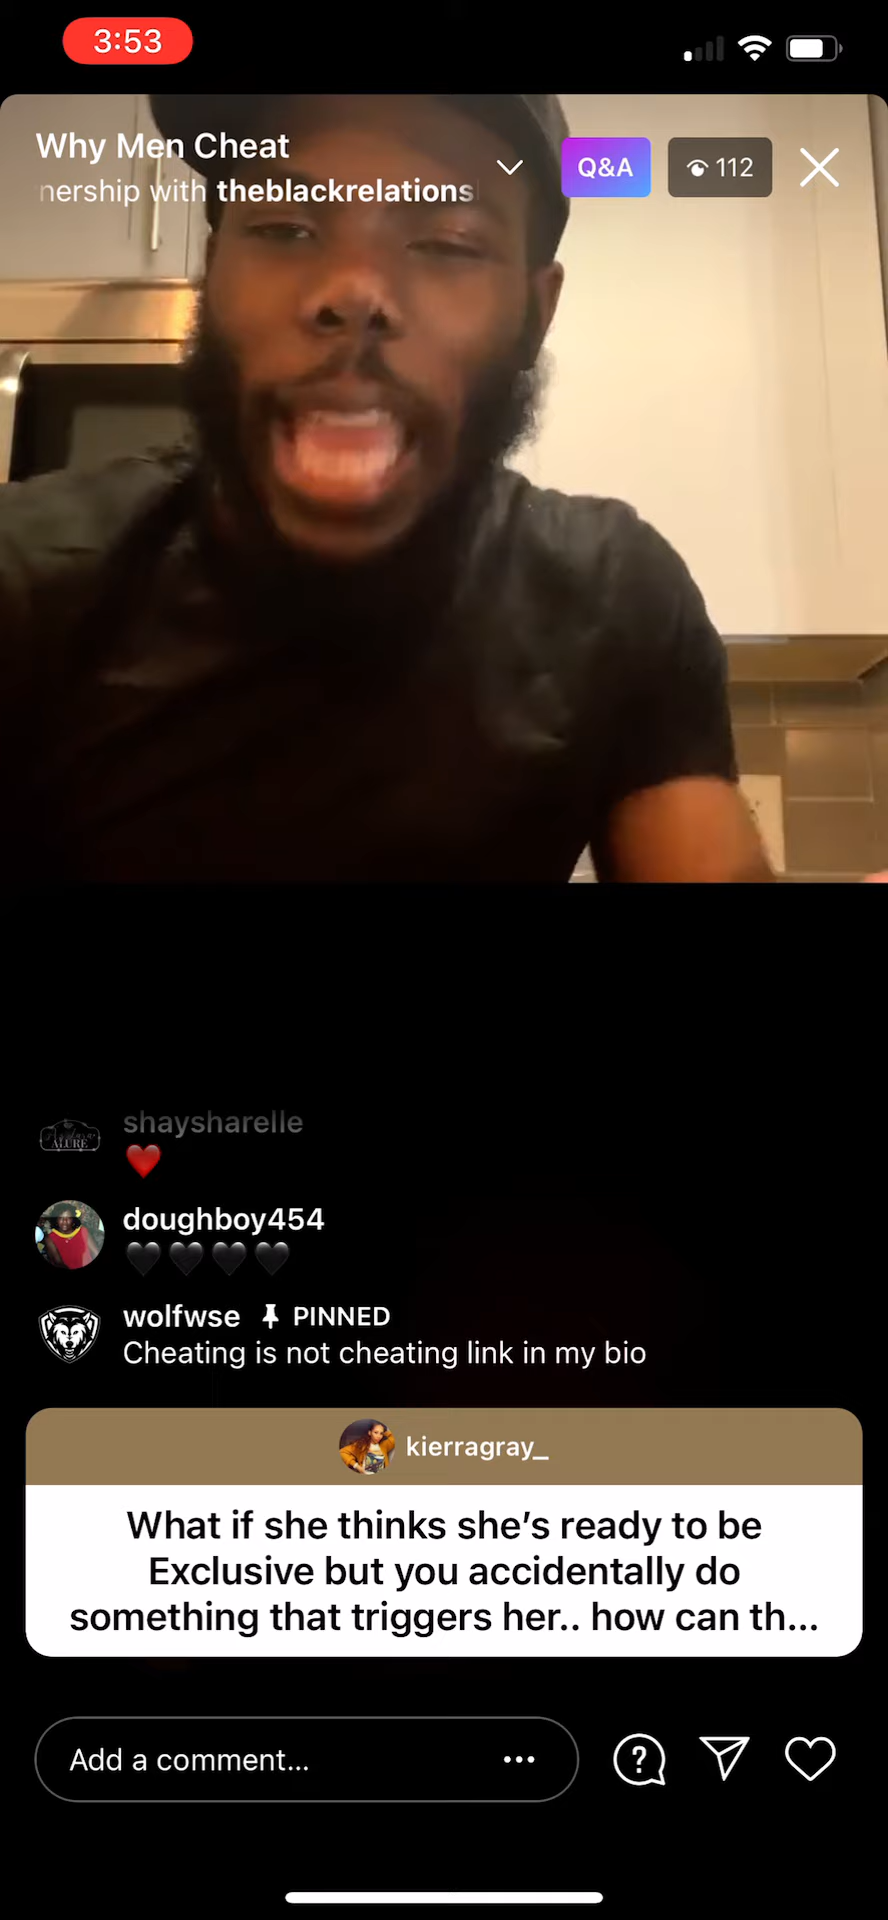 3:53
Why Men Cheat
nership with theblackrelations
Q&A
112
shaysharelle
ALURE
❤️
doughboy454
🖤🖤🖤🖤
wolfwse PINNED
Cheating is not cheating link in my bio
kierragray_
What if she thinks she’s ready to be
Exclusive but you accidentally do
something that triggers her.. how can th...
Add a comment...